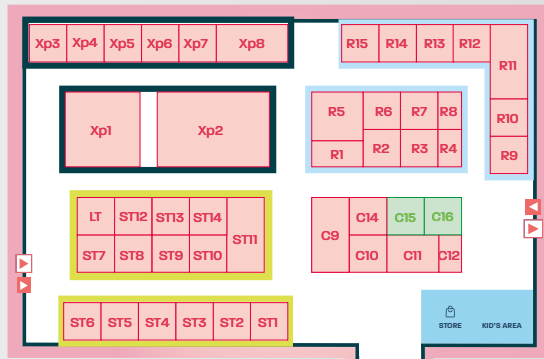 Xp3 Xp4 Xp5 Xp6 Xp7 Xp8
R15 R14 R13 R12
R11
Xp1 Xp2
R5 R6 R7 R8
R10
R1 R2 R3 R4
R9
LT ST12 ST13 ST14
ST11
ST7 ST8 ST9 ST10
C9 C14 C15 C16
C10 C11 C12
ST6 ST5 ST4 ST3 ST2 ST1
STORE KID'S AREA